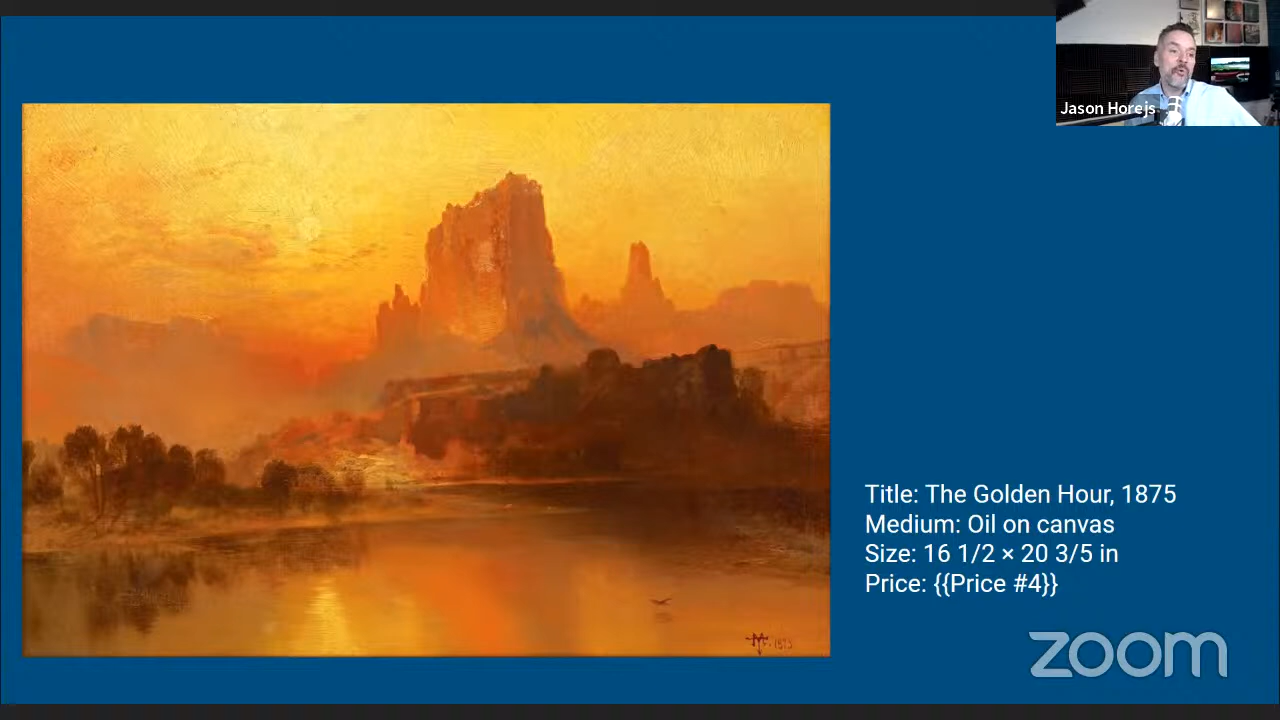 Jason Horejs
Title: The Golden Hour, 1875
Medium: Oil on canvas
Size: 16 1/2 × 20 3/5 in
Price: {{Price #4}}
zoom